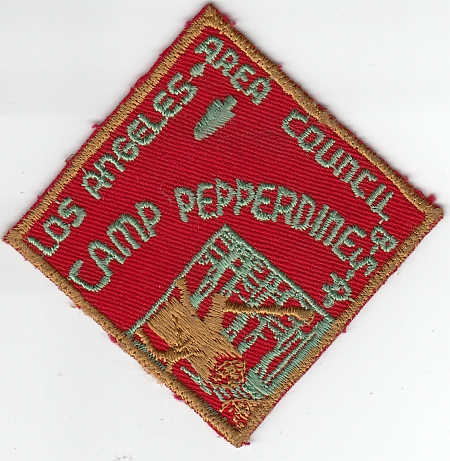 LOS ANGELES AREA COUNCIL B.S.A.
CAMP PEPPERDINE